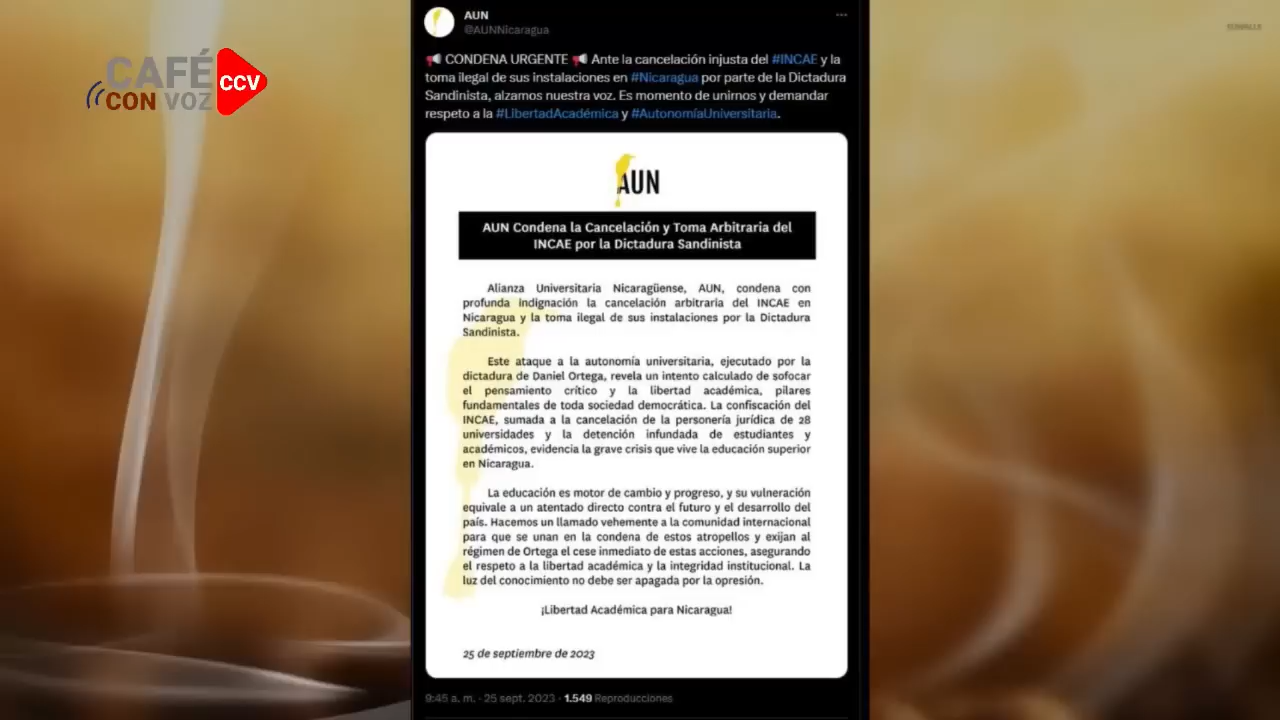 CAFÉ
CON VOZ
CCV
AUN
@AUNNicaragua
📢 CONDENA URGENTE 📢 Ante la cancelación injusta del #INCAE y la
toma ilegal de sus instalaciones en #Nicaragua por parte de la Dictadura
Sandinista, alzamos nuestra voz. Es momento de unirnos y demandar
respeto a la #LibertadAcadémica y #AutonomíaUniversitaria.
AUN
AUN Condena la Cancelación y Toma Arbitraria del
INCAE por la Dictadura Sandinista
Alianza Universitaria Nicaragüense, AUN, condena con
profunda indignación la cancelación arbitraria del INCAE en
Nicaragua y la toma ilegal de sus instalaciones por la Dictadura
Sandinista.
Este ataque a la autonomía universitaria, ejecutado por la
dictadura de Daniel Ortega, revela un intento calculado de sofocar
el pensamiento crítico y la libertad académica, pilares
fundamentales de toda sociedad democrática. La confiscación del
INCAE, sumada a la cancelación de la personería jurídica de 28
universidades y la detención infundada de estudiantes y
académicos, evidencia la grave crisis que vive la educación superior
en Nicaragua.
La educación es motor de cambio y progreso, y su vulneración
equivale a un atentado directo contra el futuro y el desarrollo del
país. Hacemos un llamado vehemente a la comunidad internacional
para que se unan en la condena de estos atropellos y exijan al
régimen de Ortega el cese inmediato de estas acciones, asegurando
el respeto a la libertad académica y la integridad institucional. La
luz del conocimiento no debe ser apagada por la opresión.
¡Libertad Académica para Nicaragua!
25 de septiembre de 2023
9:45 a. m. · 25 sept. 2023 · 1.549 Reproducciones